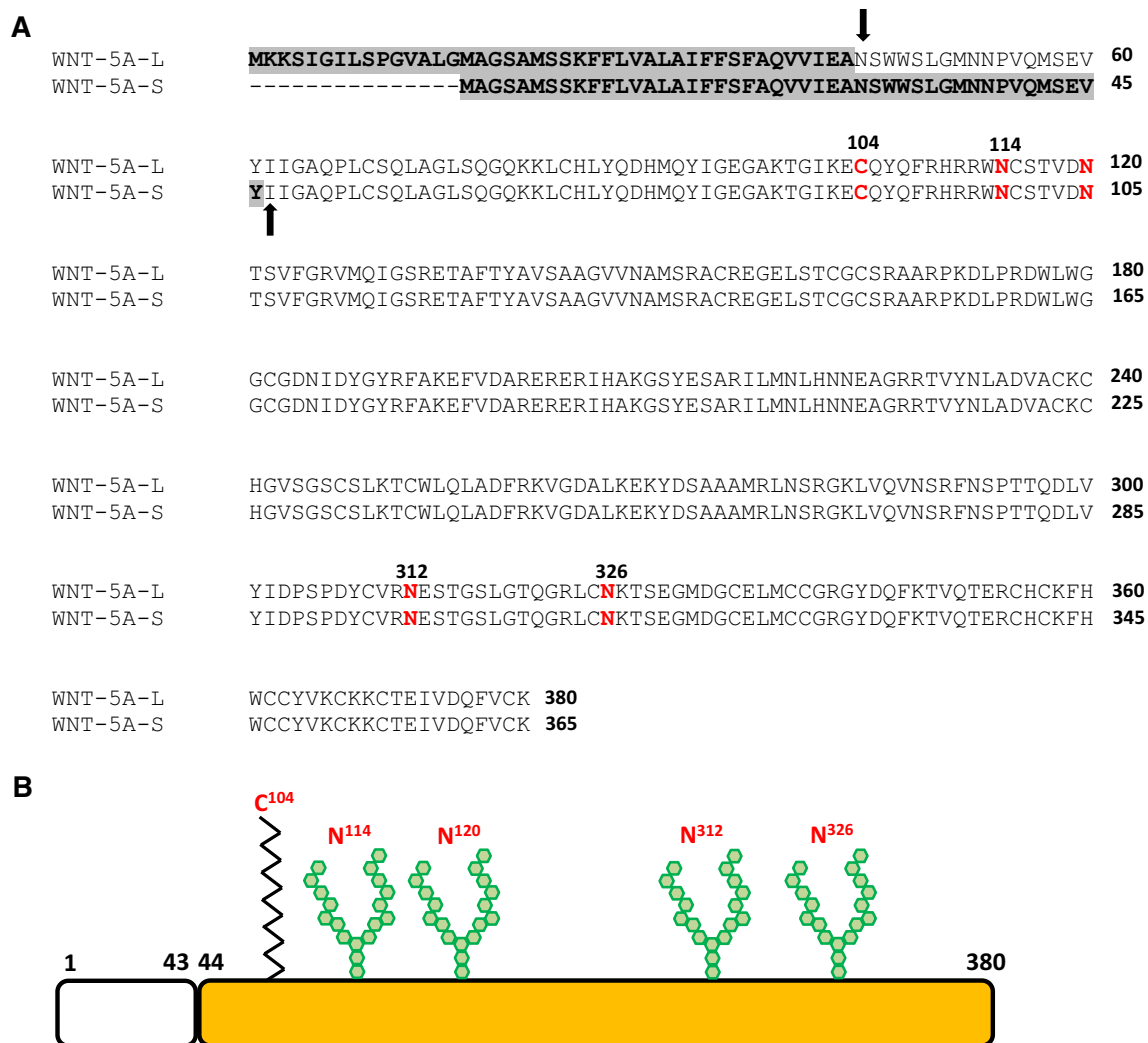 A
WNT-5A-L MKKSIGILSPGVALGMAGSAMSSKFFLVALAIFFSFAQVVIEANSWWSLGMNNPVQMSEV 60
WNT-5A-S ---------------MAGSAMSSKFFLVALAIFFSFAQVVIEANSWWSLGMNNPVQMSEV 45
104 114
WNT-5A-L YIIGAQPLCSQLAGLSQGQKKLCHLYQDHMQYIGEGAKTGIKECQYQFRHRRWNCSTVDN 120
WNT-5A-S YIIGAQPLCSQLAGLSQGQKKLCHLYQDHMQYIGEGAKTGIKECQYQFRHRRWNCSTVDN 105
WNT-5A-L TSVFGRVMQIGSRETAFTYAVSAAGVVNAMSRACREGELSTCGCSRAARPKDLPRDWLWG 180
WNT-5A-S TSVFGRVMQIGSRETAFTYAVSAAGVVNAMSRACREGELSTCGCSRAARPKDLPRDWLWG 165
WNT-5A-L GCGDNIDYGYRFAKEFVDARERERIHAKGSYESARILMNLHNNEAGRRTVYNLADVACKC 240
WNT-5A-S GCGDNIDYGYRFAKEFVDARERERIHAKGSYESARILMNLHNNEAGRRTVYNLADVACKC 225
WNT-5A-L HGVSGSCSLKTCWLQLADFRKVGDALKEKYDSAAAMRLNSRGKLVQVNSRFNSPTTQDLV 300
WNT-5A-S HGVSGSCSLKTCWLQLADFRKVGDALKEKYDSAAAMRLNSRGKLVQVNSRFNSPTTQDLV 285
312 326
WNT-5A-L YIDPSPDYCVRNESTGSLGTQGRLCNKTSEGMDGCELMCCGRGYDQFKTVQTERCHCKFH 360
WNT-5A-S YIDPSPDYCVRNESTGSLGTQGRLCNKTSEGMDGCELMCCGRGYDQFKTVQTERCHCKFH 345
WNT-5A-L WCCYVKCKKCTEIVDQFVCK 380
WNT-5A-S WCCYVKCKKCTEIVDQFVCK 365
B
C104
N114 N120 N312 N326
1 43 44 380